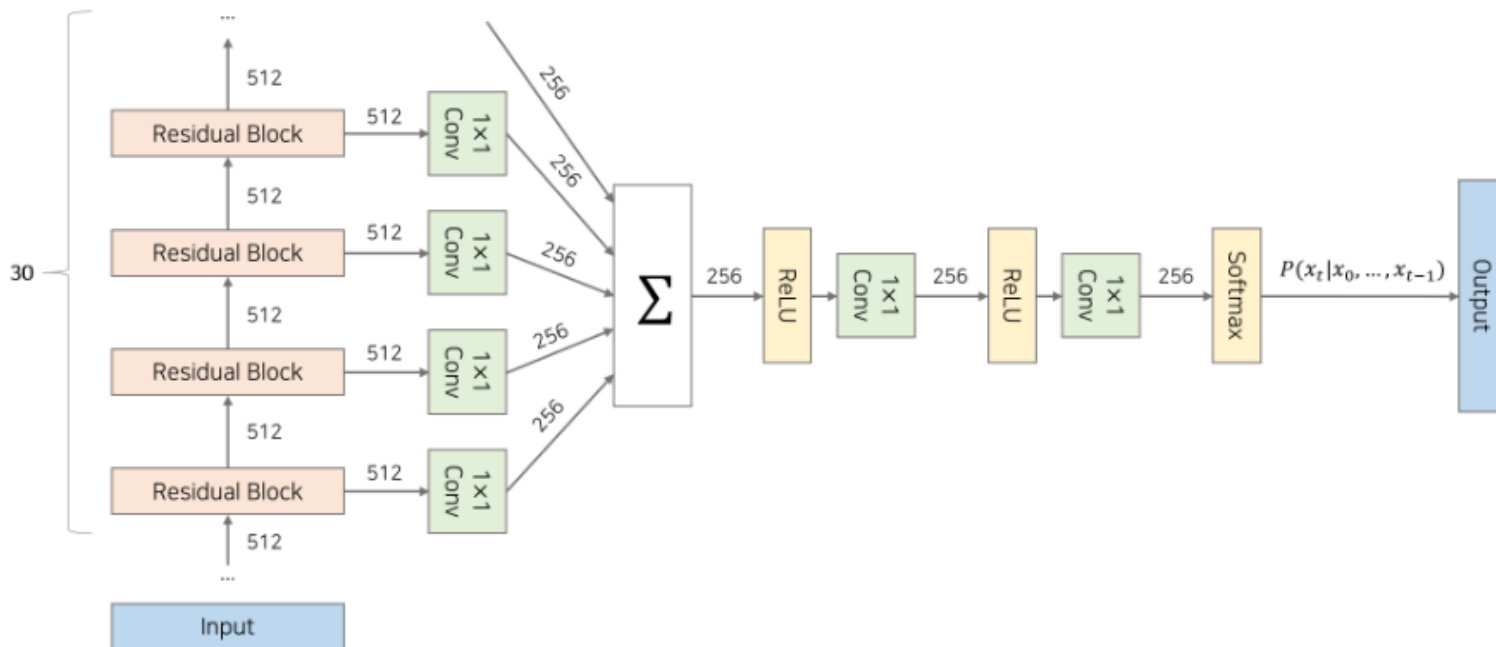 ...
512
256
Residual Block
512
1×1
Conv
512
256
Residual Block
512
1×1
Conv
256
30
512
Σ
256
ReLU
1×1
Conv
256
ReLU
1×1
Conv
256
Softmax
P(x_t|x_0, ..., x_{t−1})
Output
Residual Block
512
1×1
Conv
256
512
Residual Block
512
1×1
Conv
256
512
...
Input